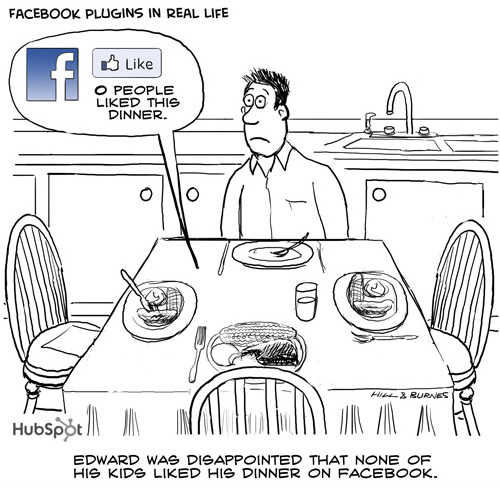 FACEBOOK PLUGINS IN REAL LIFE
f
Like
0 PEOPLE
LIKED THIS
DINNER.
HILL & BURNES
HubSpot
EDWARD WAS DISAPPOINTED THAT NONE OF
HIS KIDS LIKED HIS DINNER ON FACEBOOK.